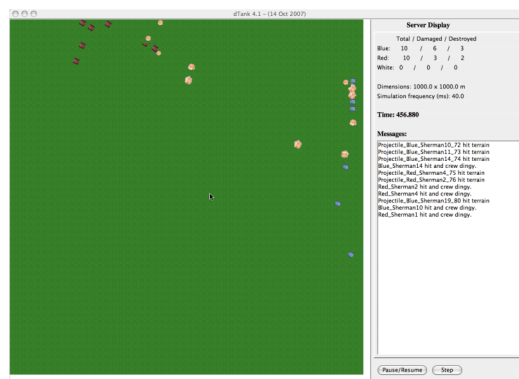 dTank 4.1 - (14 Oct 2007)
Server Display
Total / Damaged / Destroyed
Blue: 10 / 6 / 3
Red: 10 / 3 / 2
White: 0 / 0 / 0
Dimensions: 1000.0 x 1000.0 m
Simulation frequency (ms): 40.0
Time: 456.880
Messages:
Projectile_Blue_Sherman10_72 hit terrain
Projectile_Blue_Sherman11_73 hit terrain
Projectile_Blue_Sherman14_74 hit terrain
Blue_Sherman14 hit and crew dingy.
Projectile_Red_Sherman4_75 hit terrain
Projectile_Red_Sherman2_76 hit terrain
Red_Sherman2 hit and crew dingy.
Red_Sherman4 hit and crew dingy.
Projectile_Blue_Sherman19_80 hit terrain
Blue_Sherman10 hit and crew dingy.
Red_Sherman1 hit and crew dingy.
Pause/Resume
Step